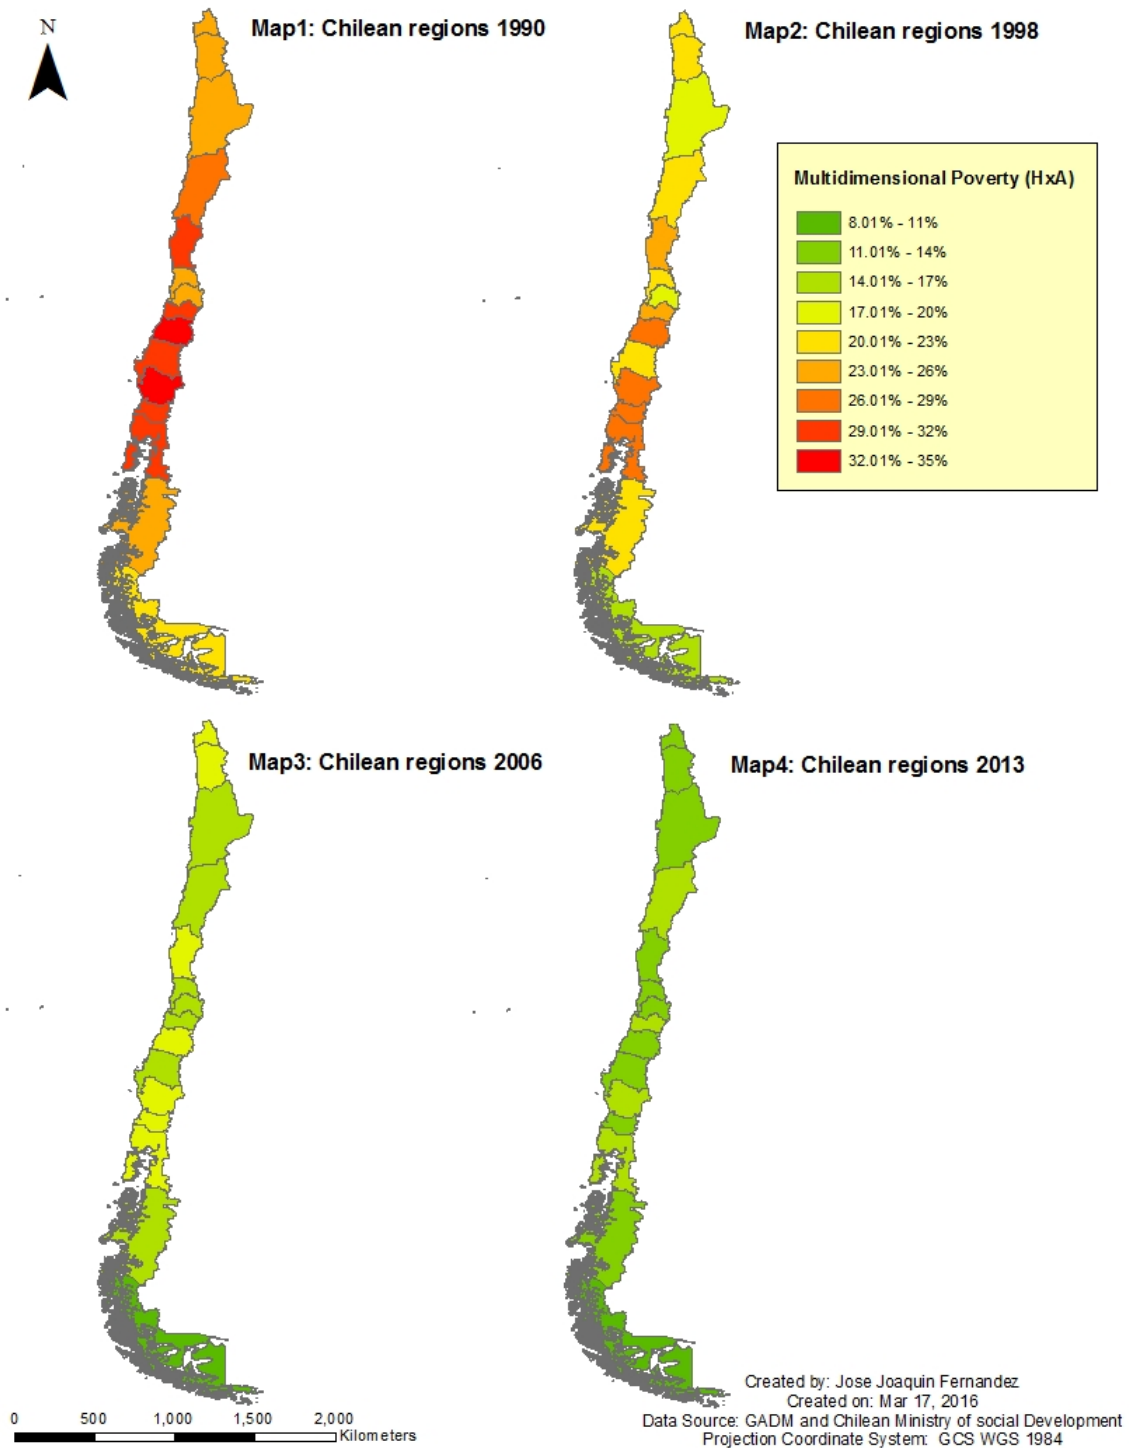 N
Map1: Chilean regions 1990
Map2: Chilean regions 1998
Multidimensional Poverty (HxA)
8.01% - 11%
11.01% - 14%
14.01% - 17%
17.01% - 20%
20.01% - 23%
23.01% - 26%
26.01% - 29%
29.01% - 32%
32.01% - 35%
Map3: Chilean regions 2006
Map4: Chilean regions 2013
0 500 1,000 1,500 2,000
Kilometers
Created by: Jose Joaquin Fernandez
Created on: Mar 17, 2016
Data Source: GADM and Chilean Ministry of social Development
Projection Coordinate System: GCS WGS 1984